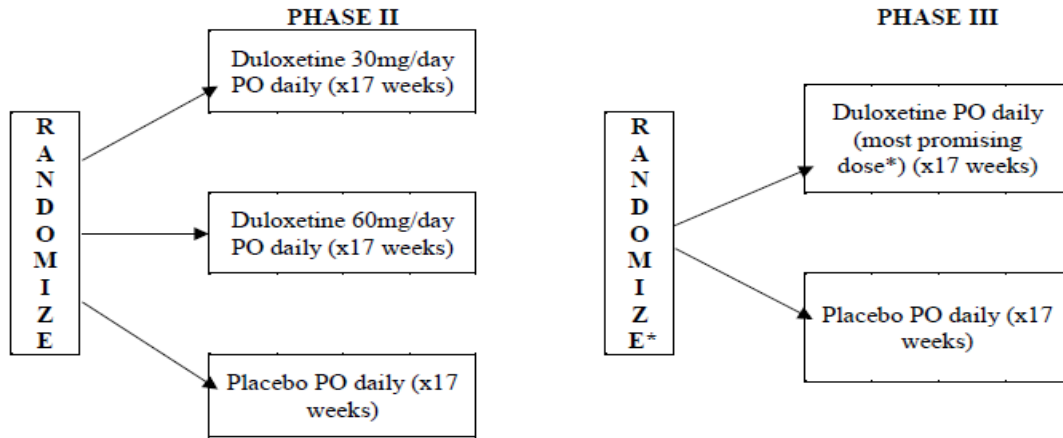 PHASE II
Duloxetine 30mg/day
PO daily (x17 weeks)
R
A
N
D
O
M
I
Z
E
Duloxetine 60mg/day
PO daily (x17 weeks)
Placebo PO daily (x17
weeks)
PHASE III
R
A
N
D
O
M
I
Z
E*
Duloxetine PO daily
(most promising
dose*) (x17 weeks)
Placebo PO daily (x17
weeks)